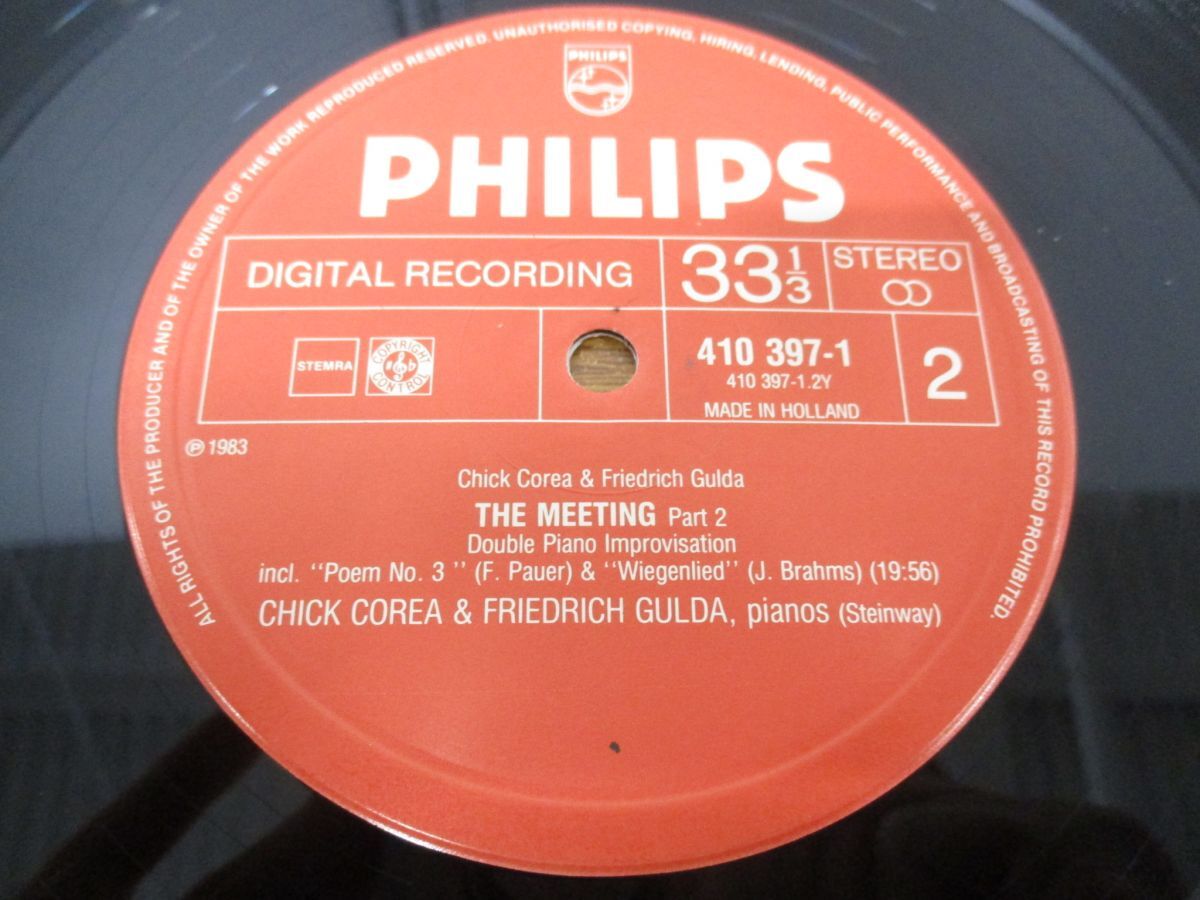 ALL RIGHTS OF THE PRODUCER AND OF THE OWNER OF THE WORK REPRODUCED RESERVED. UNAUTHORISED COPYING, HIRING, LENDING, PUBLIC PERFORMANCE AND BROADCASTING OF THIS RECORD PROHIBITED.
PHILIPS
PHILIPS
DIGITAL RECORDING
33 1/3
STEREO
STEMRA
COPYRIGHT CONTROL
410 397-1
410 397-1.2Y
MADE IN HOLLAND
2
℗ 1983
Chick Corea & Friedrich Gulda
THE MEETING Part 2
Double Piano Improvisation
incl. "Poem No. 3 " (F. Pauer) & "Wiegenlied" (J. Brahms) (19:56)
CHICK COREA & FRIEDRICH GULDA, pianos (Steinway)